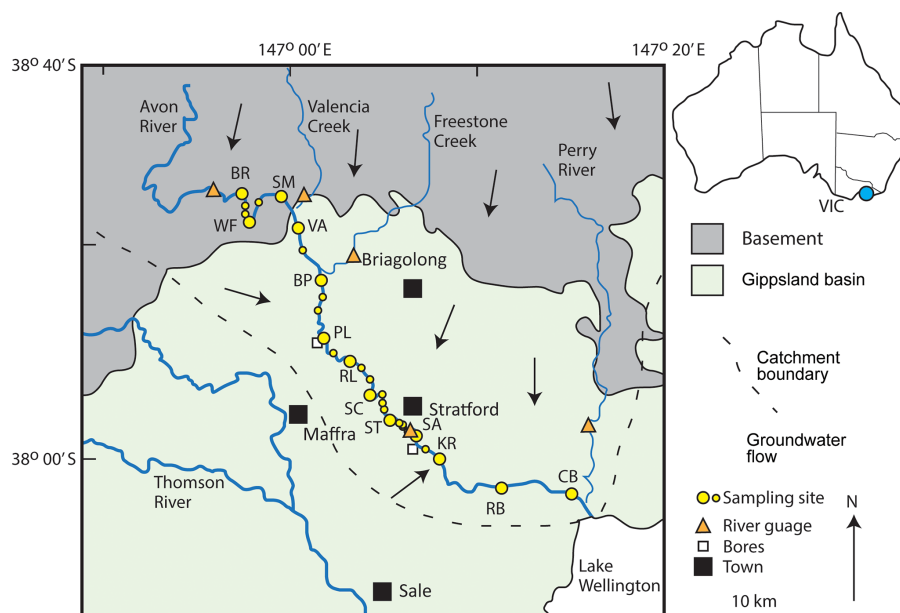 147° 00′ E
147° 20′ E
38° 40′S
Avon
River
Valencia
Creek
Freestone
Creek
Perry
River
BR
SM
WF
VA
VIC
Basement
Briagolong
BP
Gippsland basin
PL
RL
Catchment
boundary
SC
Stratford
ST
SA
Maffra
KR
Groundwater
flow
38° 00′S
Thomson
River
CB
RB
Sampling site
N
River guage
Bores
Town
Lake
Wellington
Sale
10 km